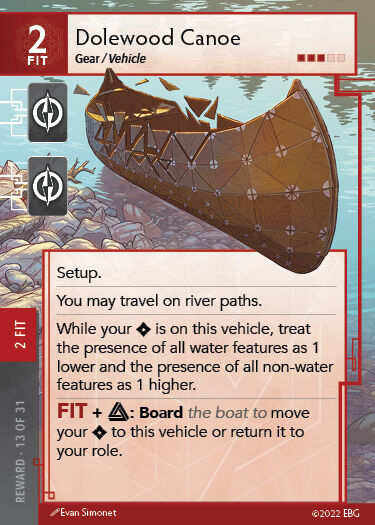 2
FIT
Dolewood Canoe
Gear / Vehicle
Setup.
You may travel on river paths.
While your is on this vehicle, treat
the presence of all water features as 1
lower and the presence of all non-water
features as 1 higher.
FIT + : Board the boat to move
your to this vehicle or return it to
your role.
2 FIT
REWARD - 13 OF 31
Evan Simonet
©2022 EBG